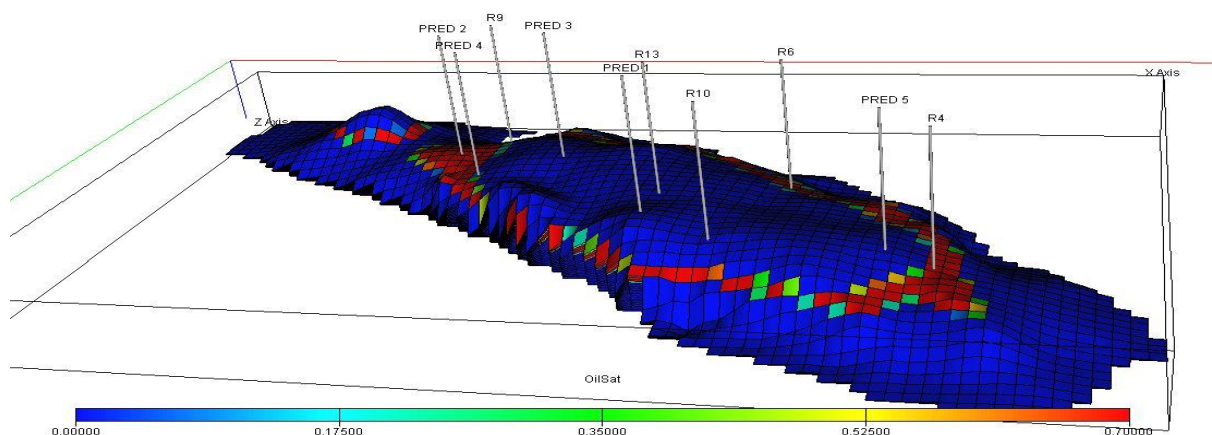 PRED 2
R9
PRED 3
PRED 4
R13
R6
PRED 1
X Axis
R10
PRED 5
Z Axis
R4
OilSat
0.00000
0.17500
0.35000
0.52500
0.70000